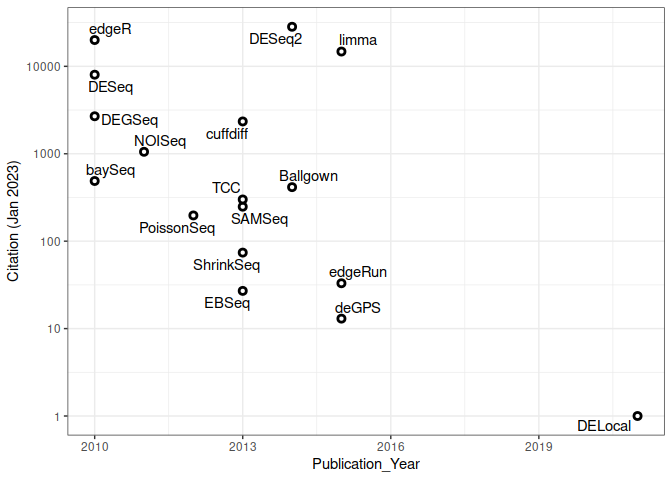 edgeR
DESeq2
limma
10000
DESeq
DEGSeq
cuffdiff
NOISeq
1000
baySeq
Ballgown
TCC
SAMSeq
PoissonSeq
100
ShrinkSeq
edgeRun
EBSeq
deGPS
10
1
DELocal
2010
2013
2016
2019
Publication_Year
Citation (Jan 2023)